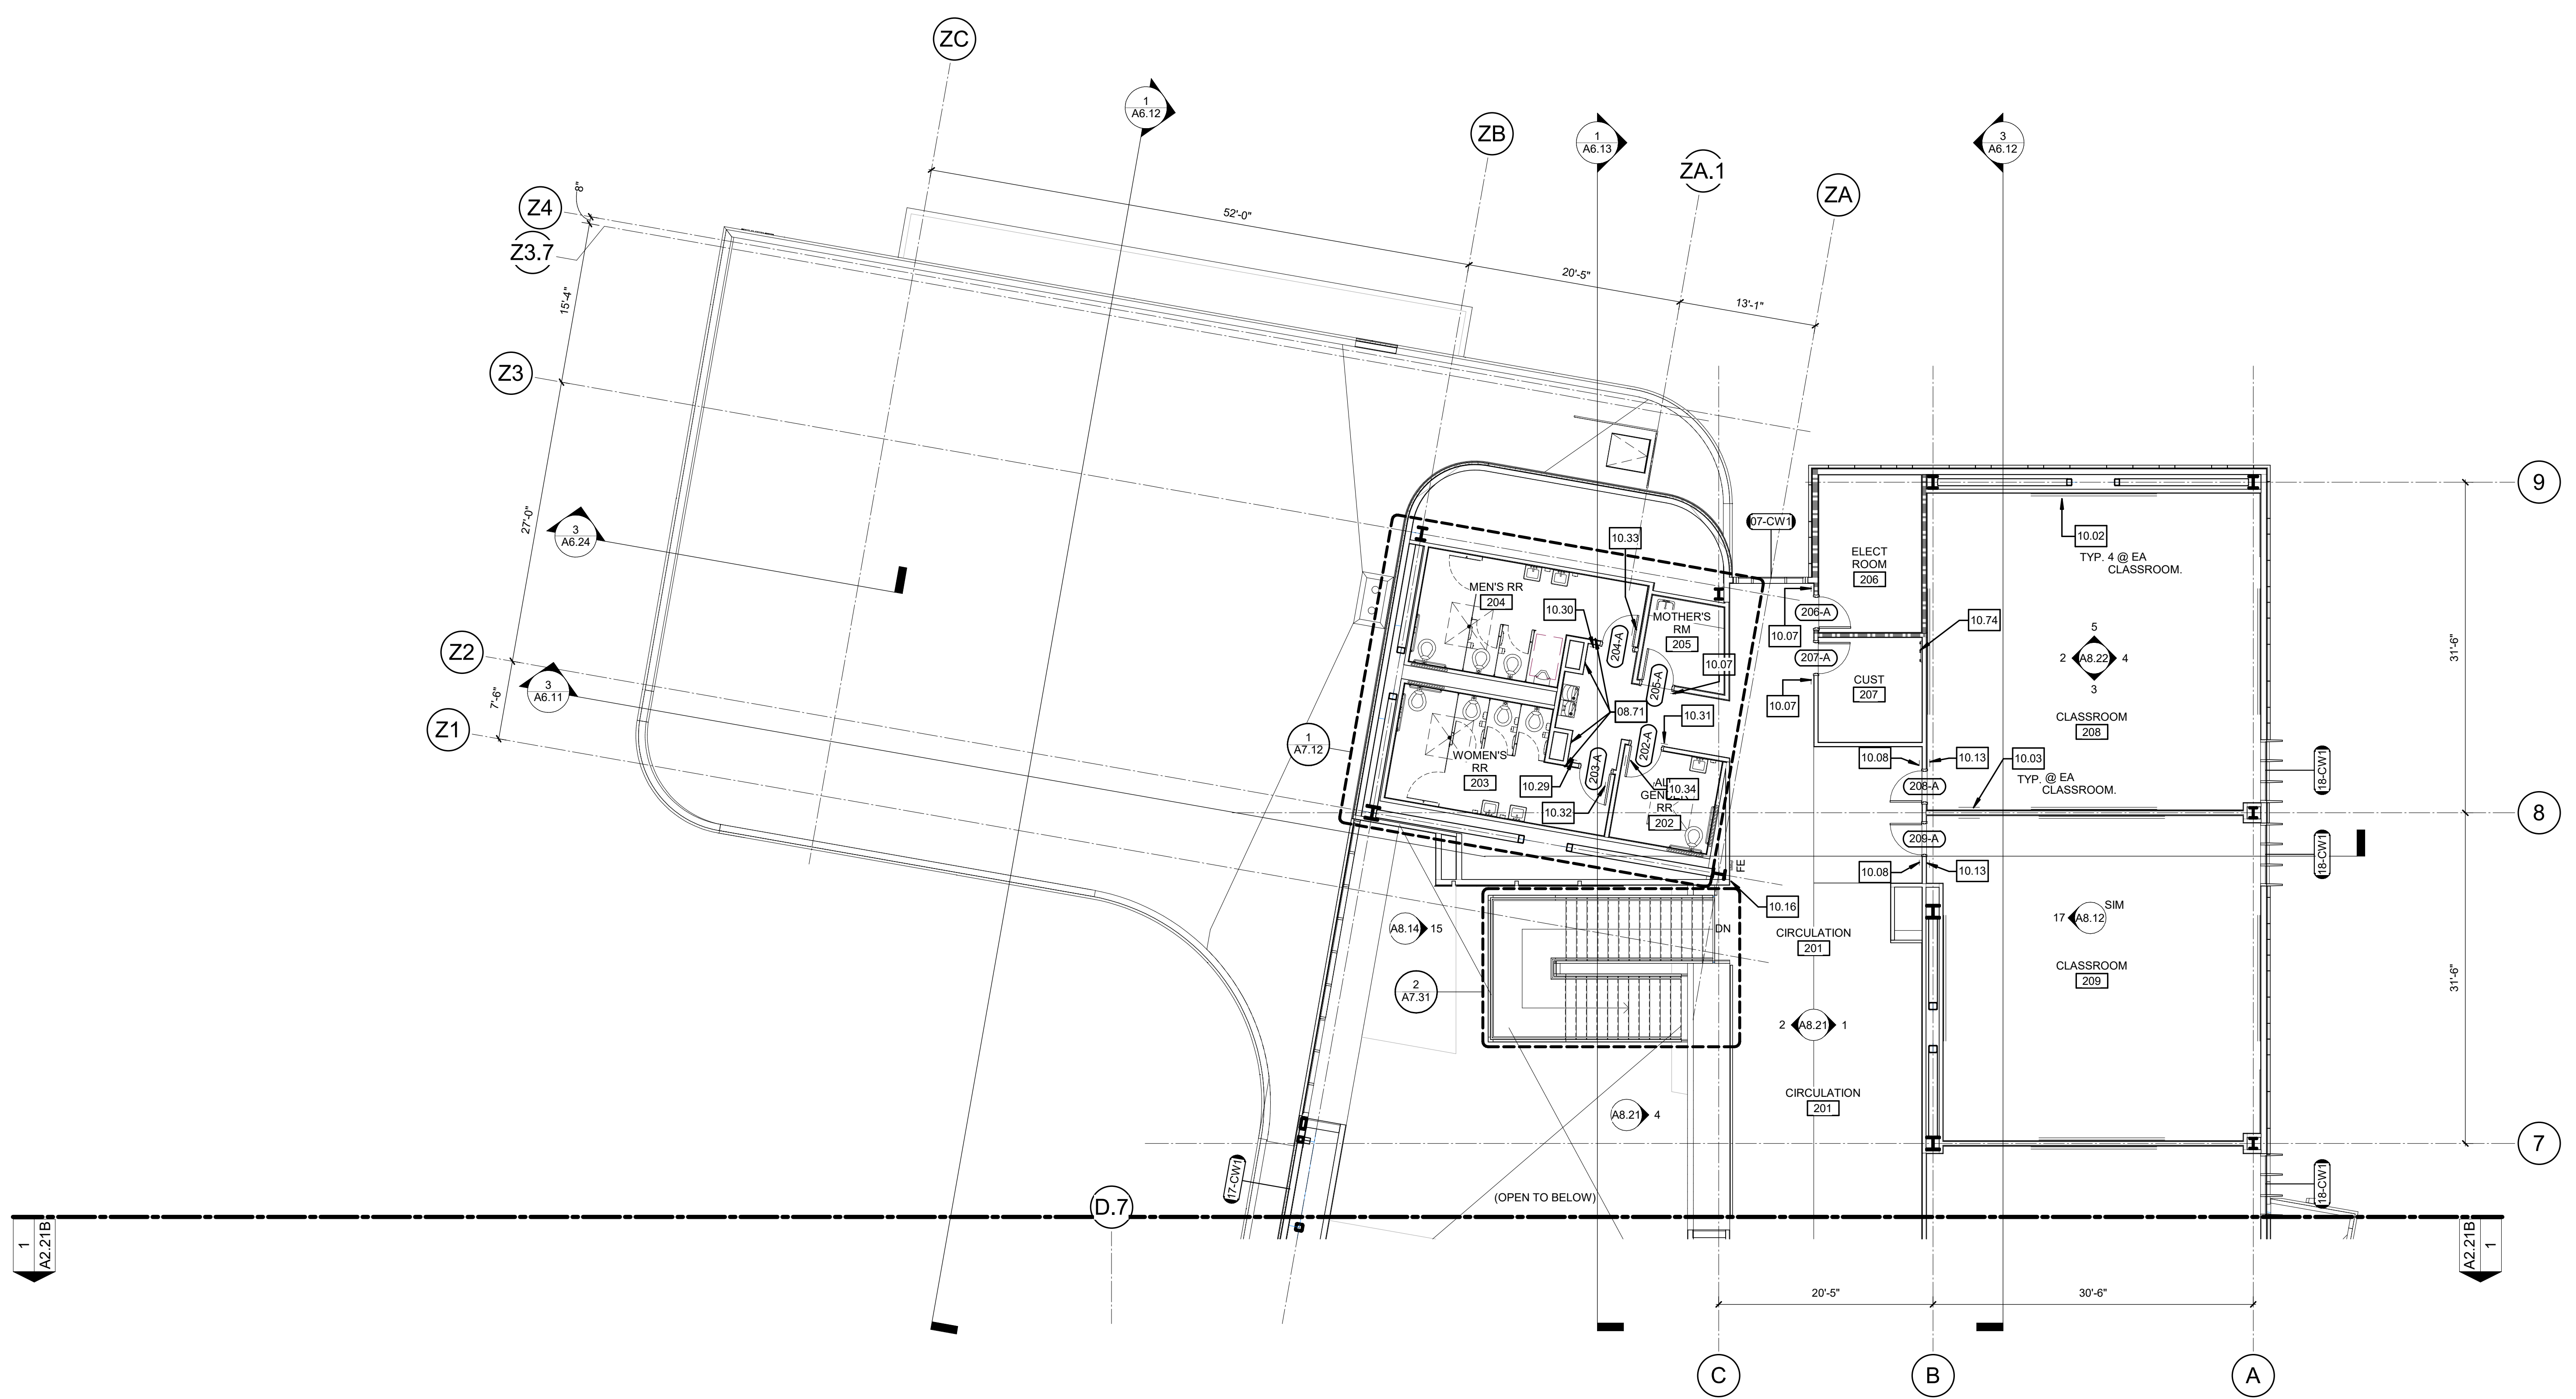 ZC
1
A6.12
ZB
1
A6.13
3
A6.12
ZA.1
ZA
Z4
8"
Z3.7
52'-0"
20'-5"
13'-1"
15'-4"
Z3
27'-0"
3
A6.24
Z2
3
A6.11
7'-6"
Z1
9
07-CW1
10.33
10.02
TYP. 4 @ EA
CLASSROOM.
ELECT
ROOM
206
MEN'S RR
204
10.30
204-A
MOTHER'S
RM
205
10.07
206-A
10.07
207-A
10.74
5
2
A8.22
4
3
31'-6"
205-A
CUST
207
10.07
08.71
10.31
CLASSROOM
208
1
A7.12
202-A
WOMEN'S
RR
203
10.29
203-A
10.32
10.34
ALL
GENDER
RR
202
10.08
10.13
10.03
TYP. @ EA
CLASSROOM.
208-A
18-CW1
8
209-A
18-CW1
FE
10.08
10.13
10.16
A8.14
15
DN
CIRCULATION
201
SIM
17
A8.12
CLASSROOM
209
31'-6"
2
A7.31
2
A8.21
1
CIRCULATION
201
A8.21
4
7
17-CW1
18-CW1
(OPEN TO BELOW)
D.7
1
A2.21B
A2.21B
1
20'-5"
30'-6"
C
B
A